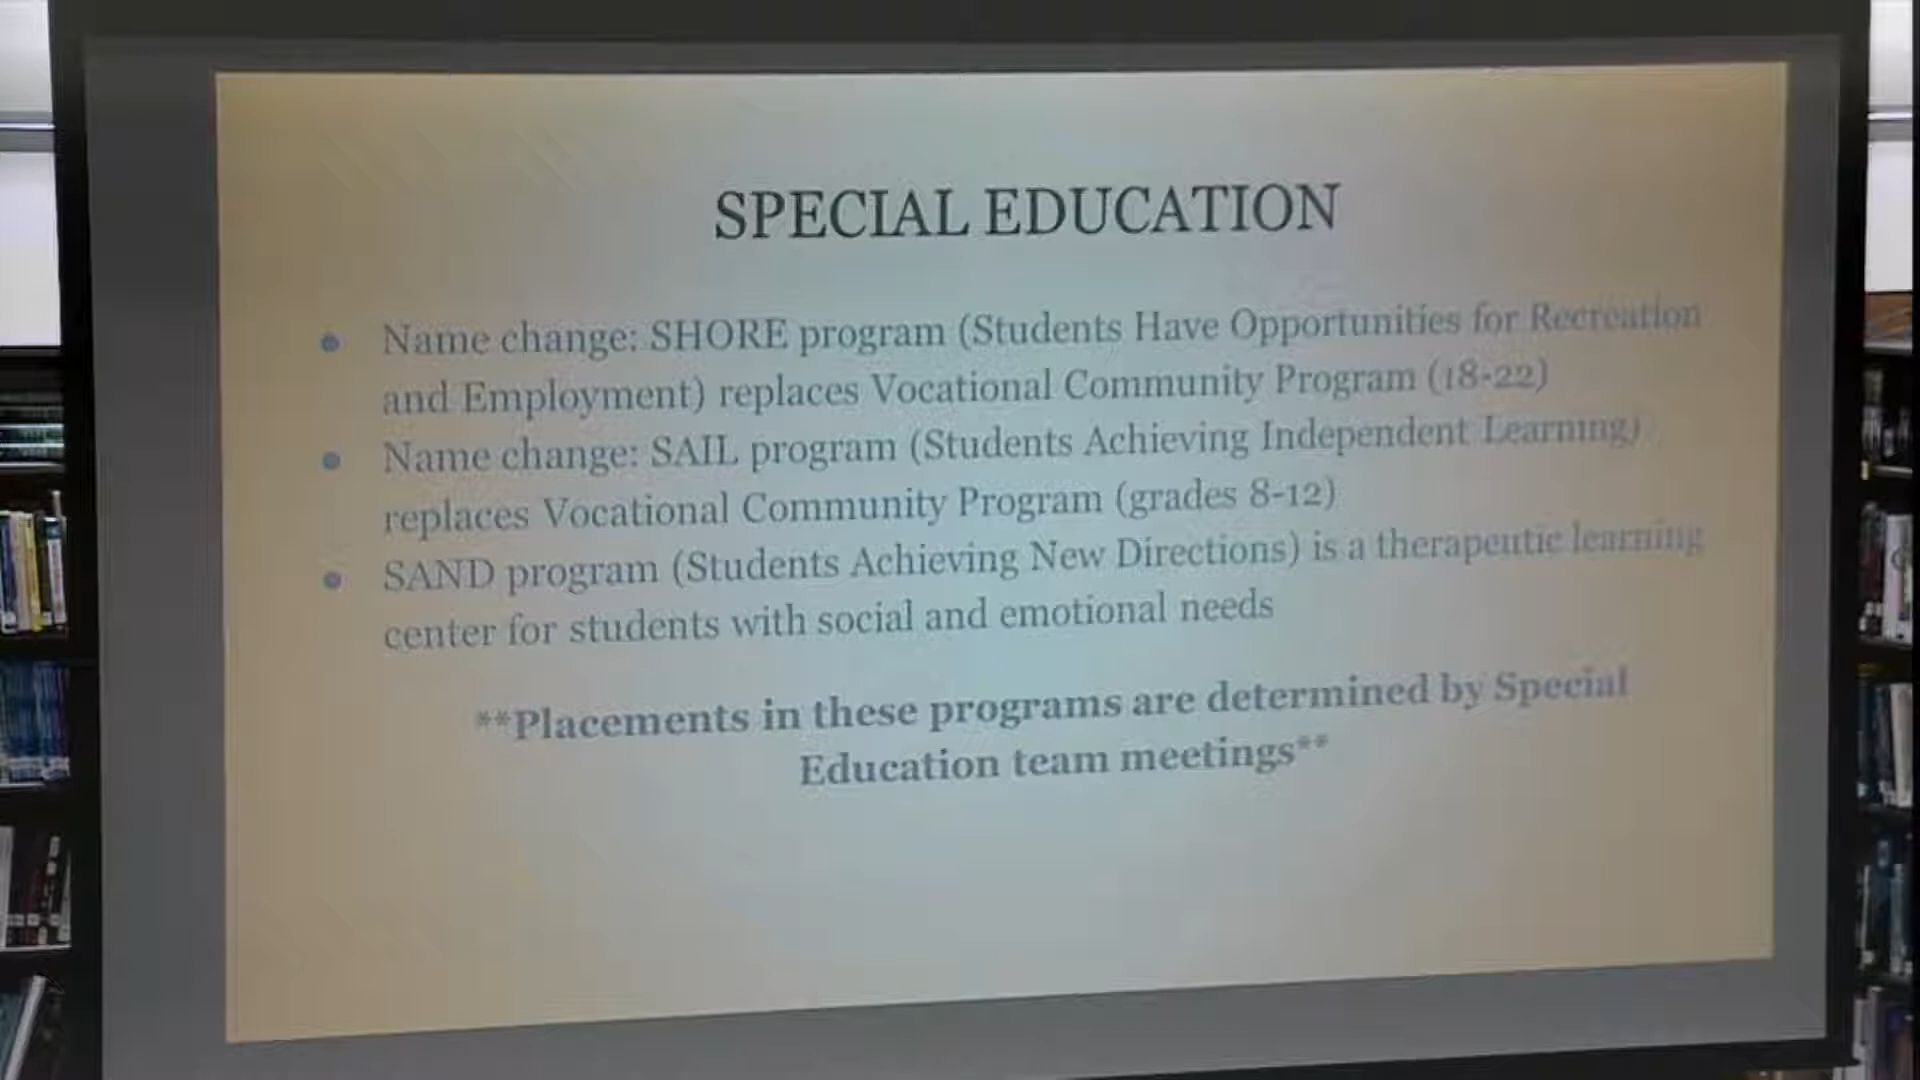 SPECIAL EDUCATION
• Name change: SHORE program (Students Have Opportunities for Recreation
and Employment) replaces Vocational Community Program (18-22)
• Name change: SAIL program (Students Achieving Independent Learning)
replaces Vocational Community Program (grades 8-12)
• SAND program (Students Achieving New Directions) is a therapeutic learning
center for students with social and emotional needs
**Placements in these programs are determined by Special
Education team meetings**